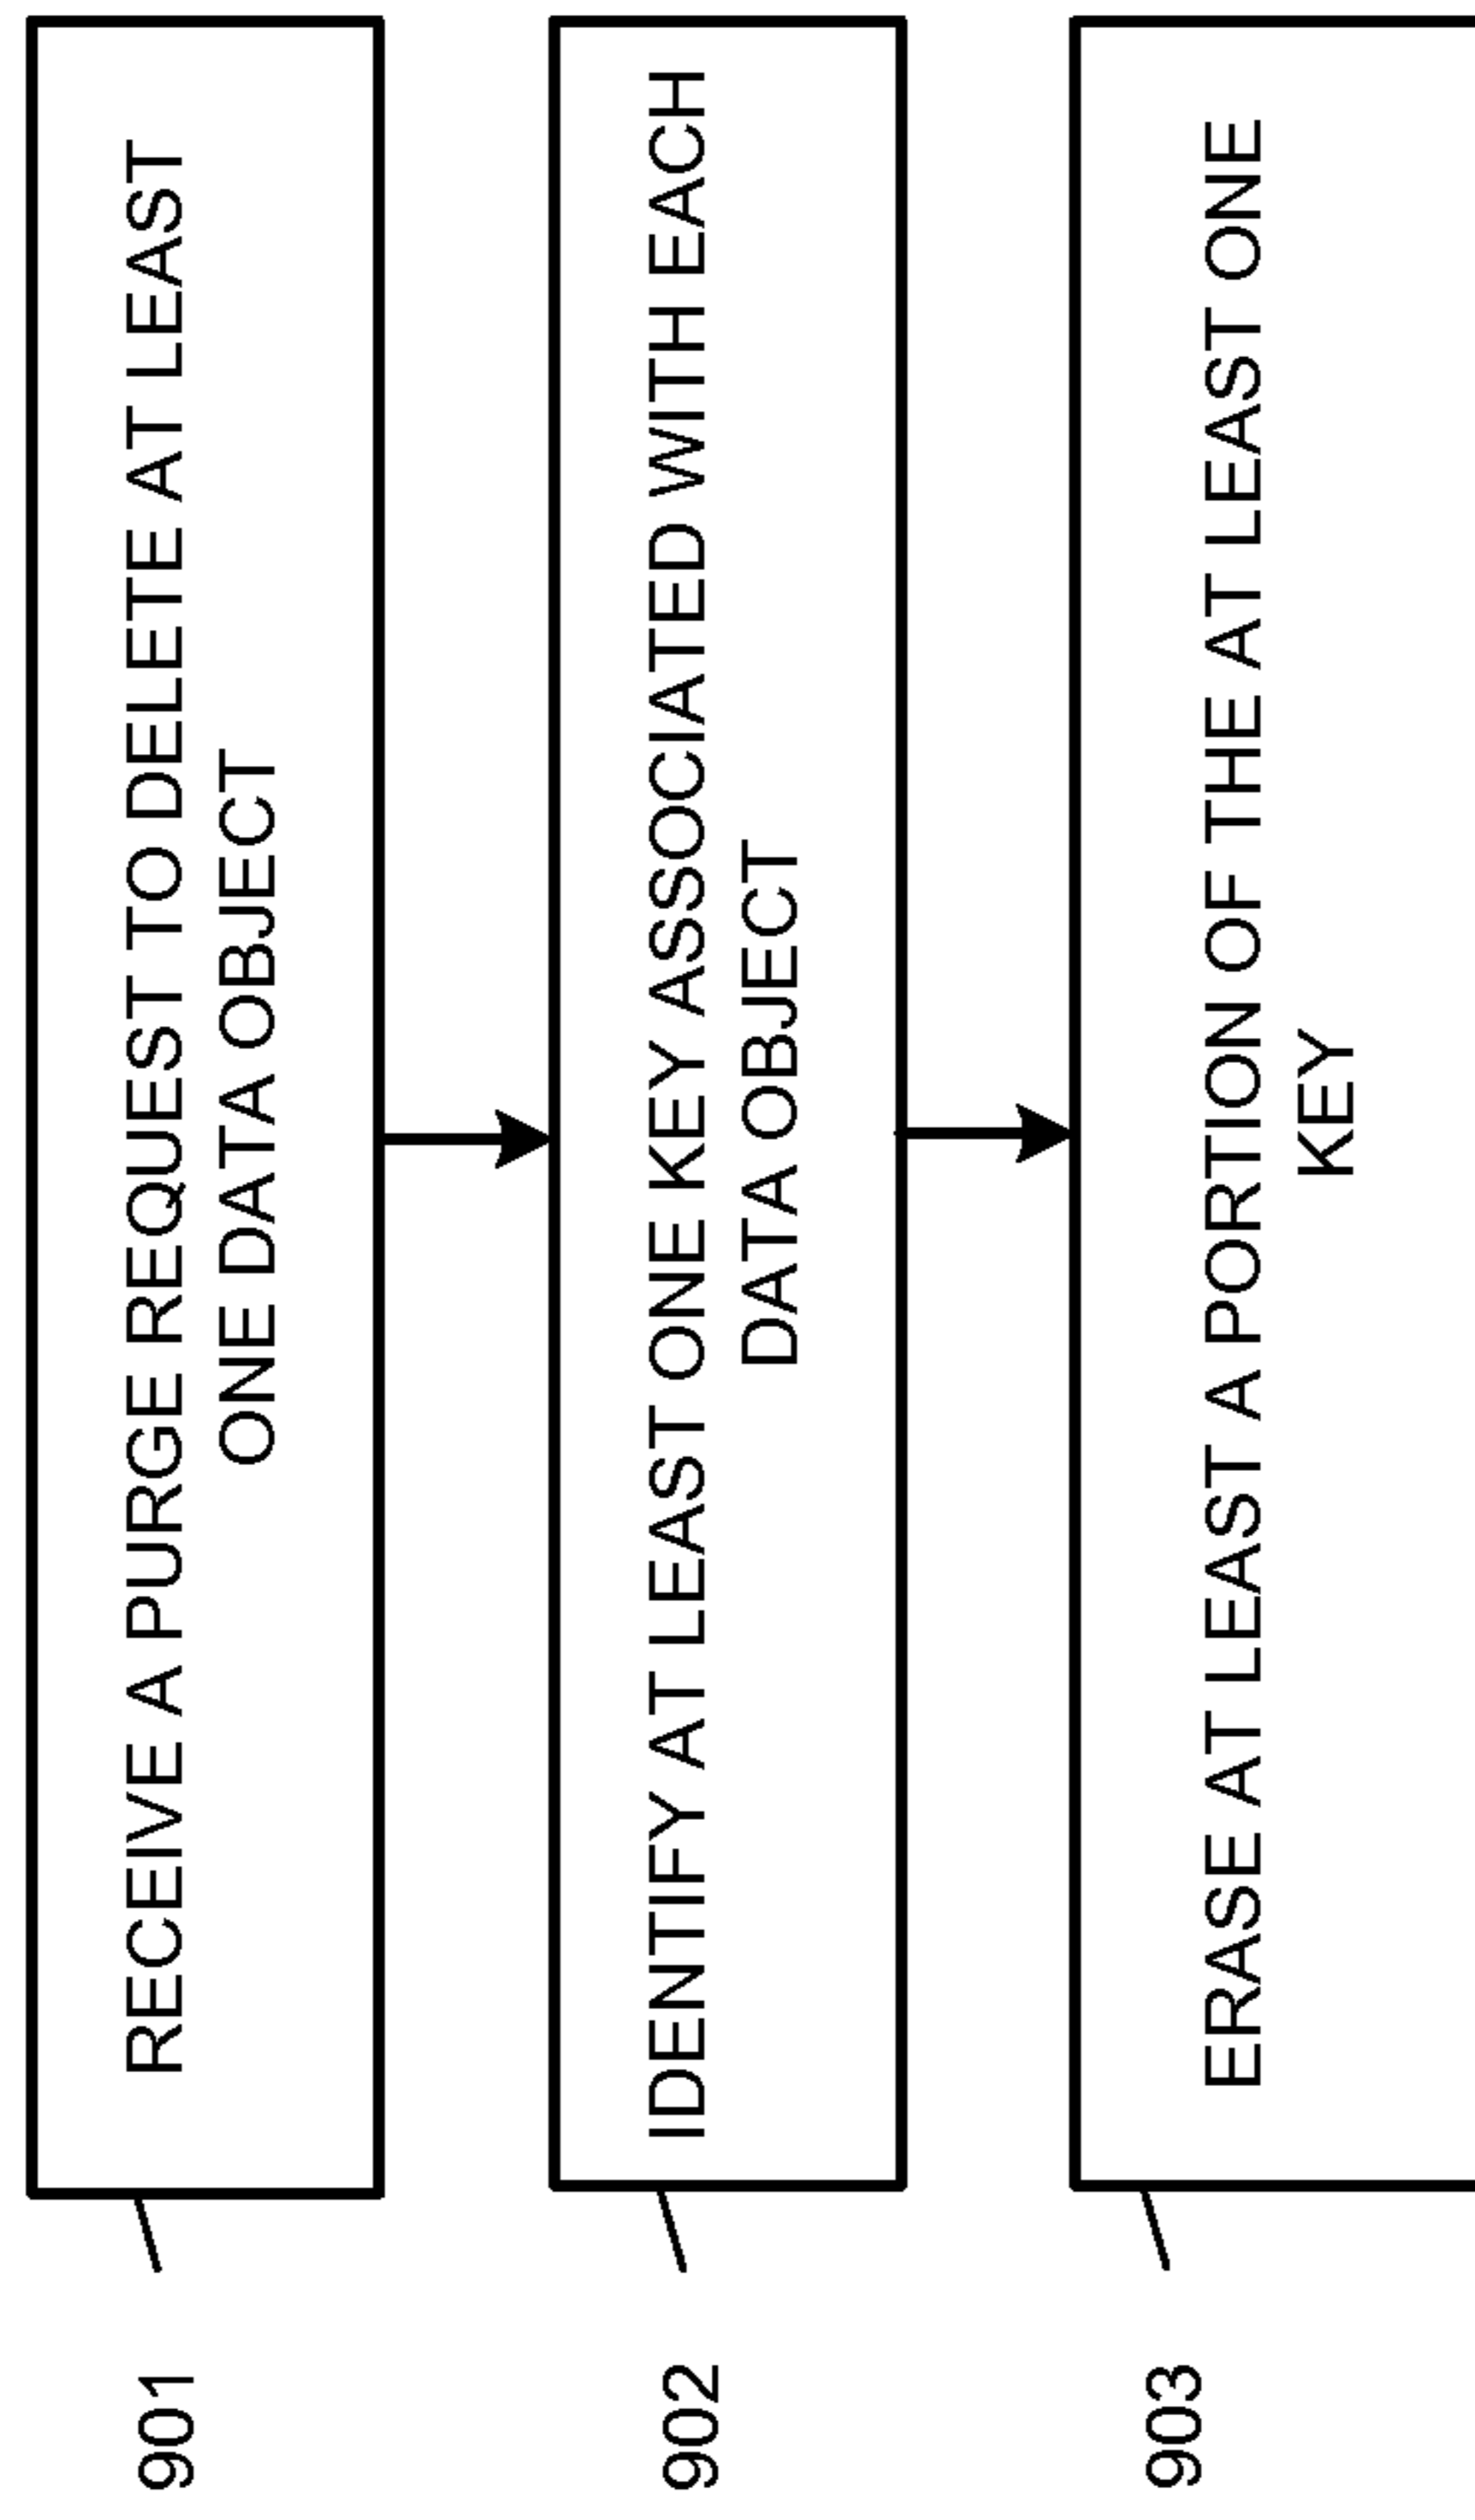 901
RECEIVE A PURGE REQUEST TO DELETE AT LEAST
ONE DATA OBJECT
902
IDENTIFY AT LEAST ONE KEY ASSOCIATED WITH EACH
DATA OBJECT
903
ERASE AT LEAST A PORTION OF THE AT LEAST ONE
KEY